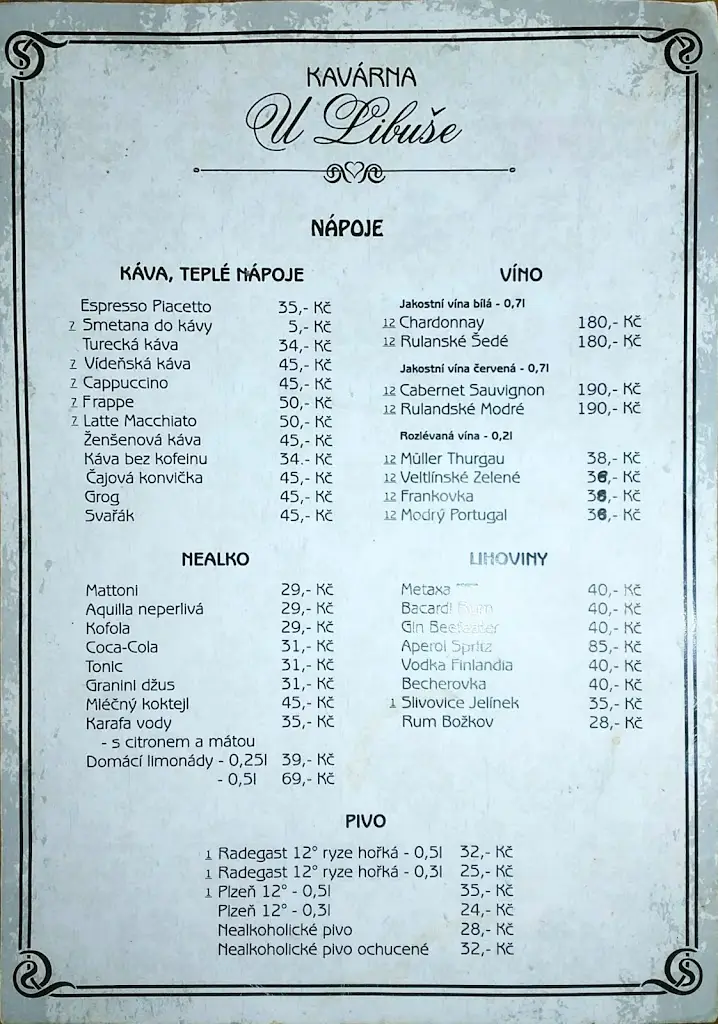 KAVÁRNA
U Libuše
NÁPOJE
KÁVA, TEPLÉ NÁPOJE
Espresso Piacetto 35,- Kč
7 Smetana do kávy 5,- Kč
Turecká káva 34,- Kč
7 Vídeňská káva 45,- Kč
7 Cappuccino 45,- Kč
7 Frappe 50,- Kč
7 Latte Macchiato 50,- Kč
Ženšenová káva 45,- Kč
Káva bez kofeinu 34.- Kč
Čajová konvička 45,- Kč
Grog 45,- Kč
Svařák 45,- Kč
VÍNO
Jakostní vína bílá - 0,7l
12 Chardonnay 180,- Kč
12 Rulanské Šedé 180,- Kč
Jakostní vína červená - 0,7l
12 Cabernet Sauvignon 190,- Kč
12 Rulandské Modré 190,- Kč
Rozlévaná vína - 0,2l
12 Müller Thurgau 38,- Kč
12 Veltlínské Zelené 36,- Kč
12 Frankovka 36,- Kč
12 Modrý Portugal 36,- Kč
NEALKO
Mattoni 29,- Kč
Aquilla neperlivá 29,- Kč
Kofola 29,- Kč
Coca-Cola 31,- Kč
Tonic 31,- Kč
Granini džus 31,- Kč
Mléčný koktejl 45,- Kč
Karafa vody 35,- Kč
- s citronem a mátou
Domácí limonády - 0,25l 39,- Kč
- 0,5l 69,- Kč
LIHOVINY
Metaxa 40,- Kč
Bacardi Rum 40,- Kč
Gin Beefeater 40,- Kč
Aperol Spritz 85,- Kč
Vodka Finlandia 40,- Kč
Becherovka 40,- Kč
1 Slivovice Jelínek 35,- Kč
Rum Božkov 28,- Kč
PIVO
1 Radegast 12° ryze hořká - 0,5l 32,- Kč
1 Radegast 12° ryze hořká - 0,3l 25,- Kč
1 Plzeň 12° - 0,5l 35,- Kč
Plzeň 12° - 0,3l 24,- Kč
Nealkoholické pivo 28,- Kč
Nealkoholické pivo ochucené 32,- Kč